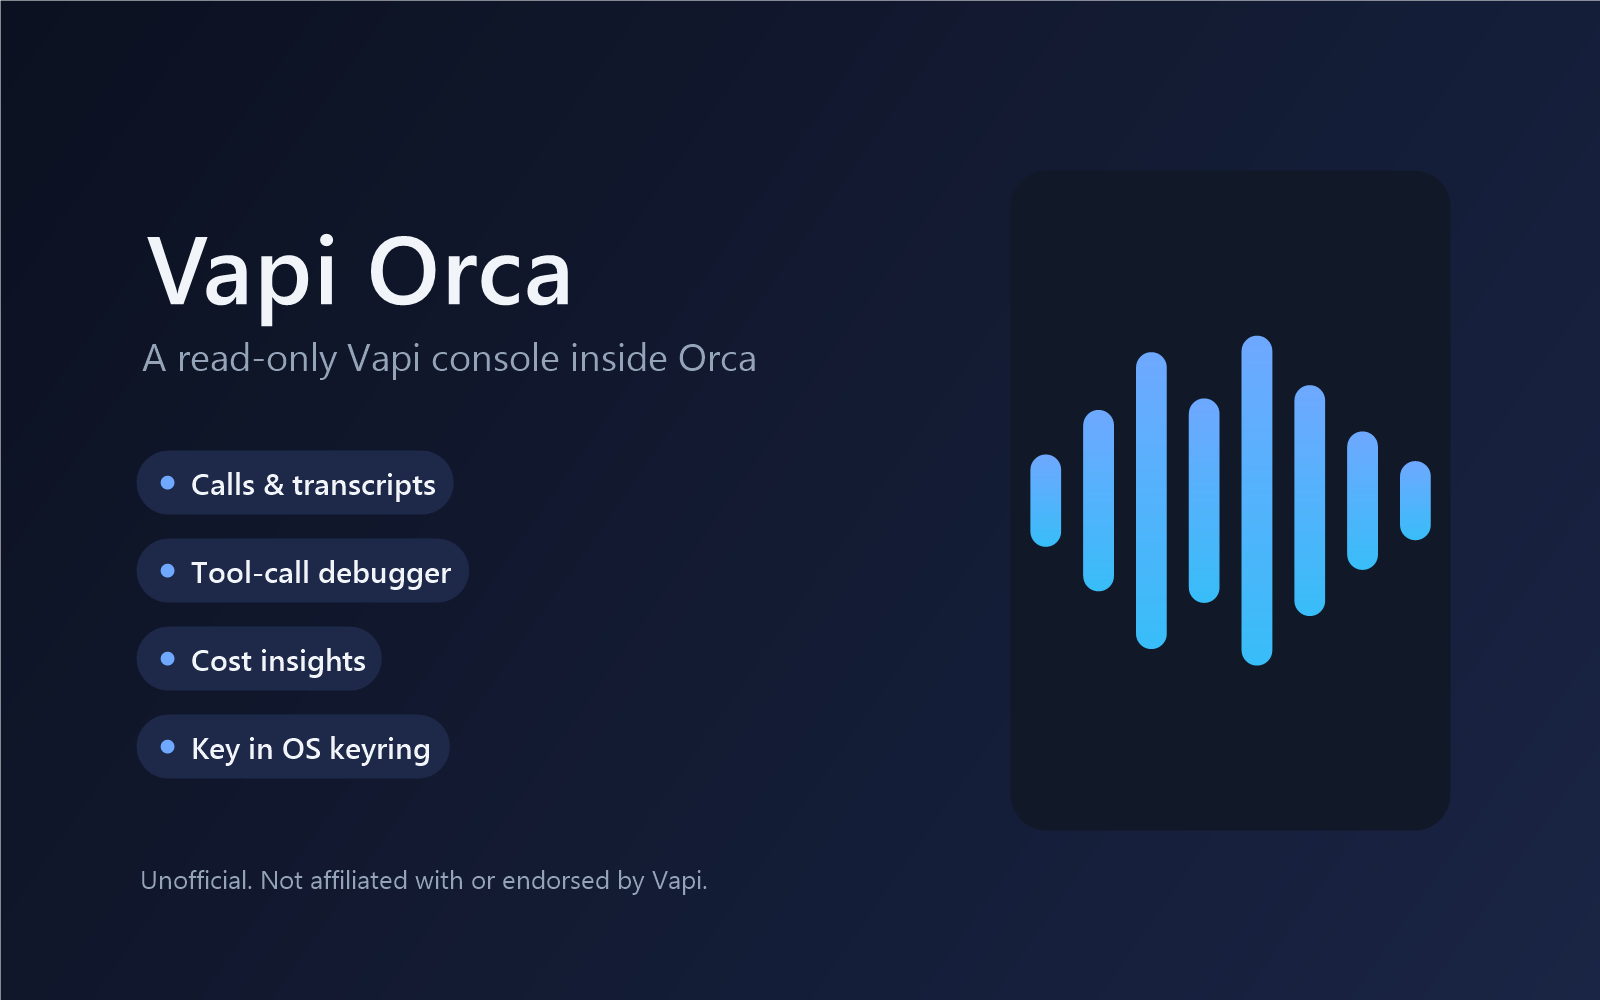 Vapi Orca
A read-only Vapi console inside Orca
Calls & transcripts
Tool-call debugger
Cost insights
Key in OS keyring
Unofficial. Not affiliated with or endorsed by Vapi.